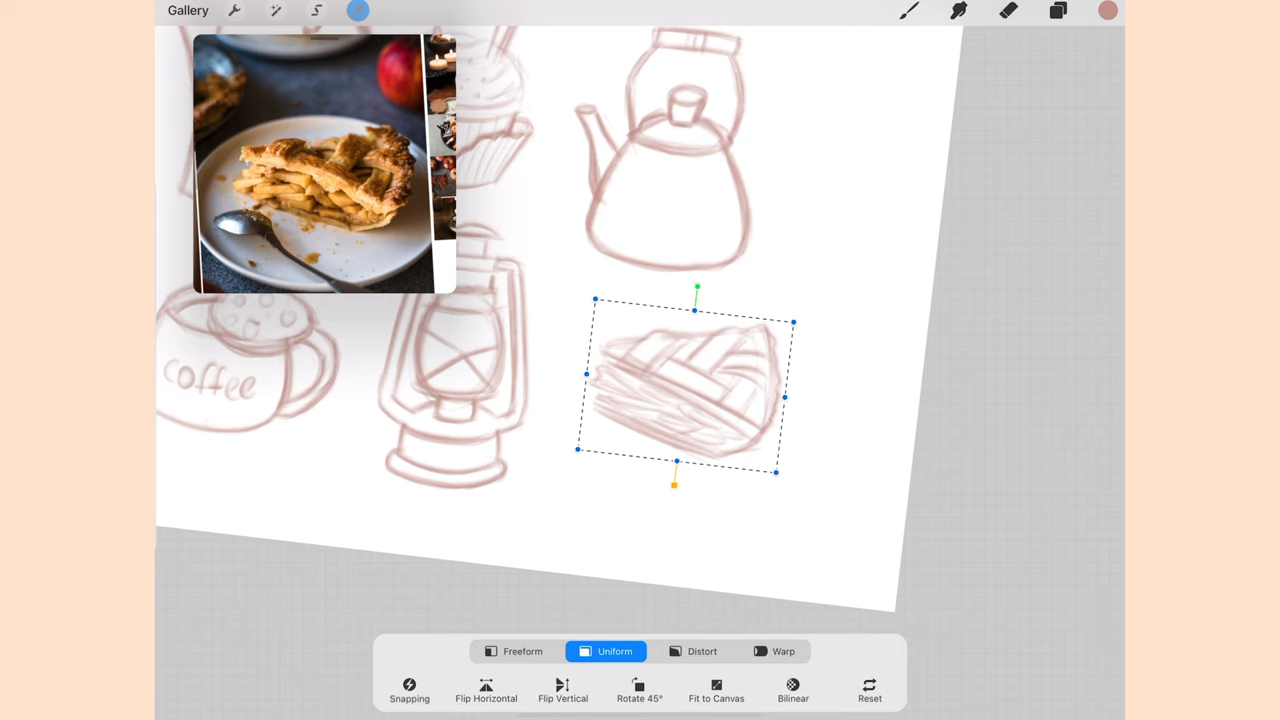 Gallery
coffee
Freeform Uniform Distort Warp
Snapping Flip Horizontal Flip Vertical Rotate 45° Fit to Canvas Bilinear Reset